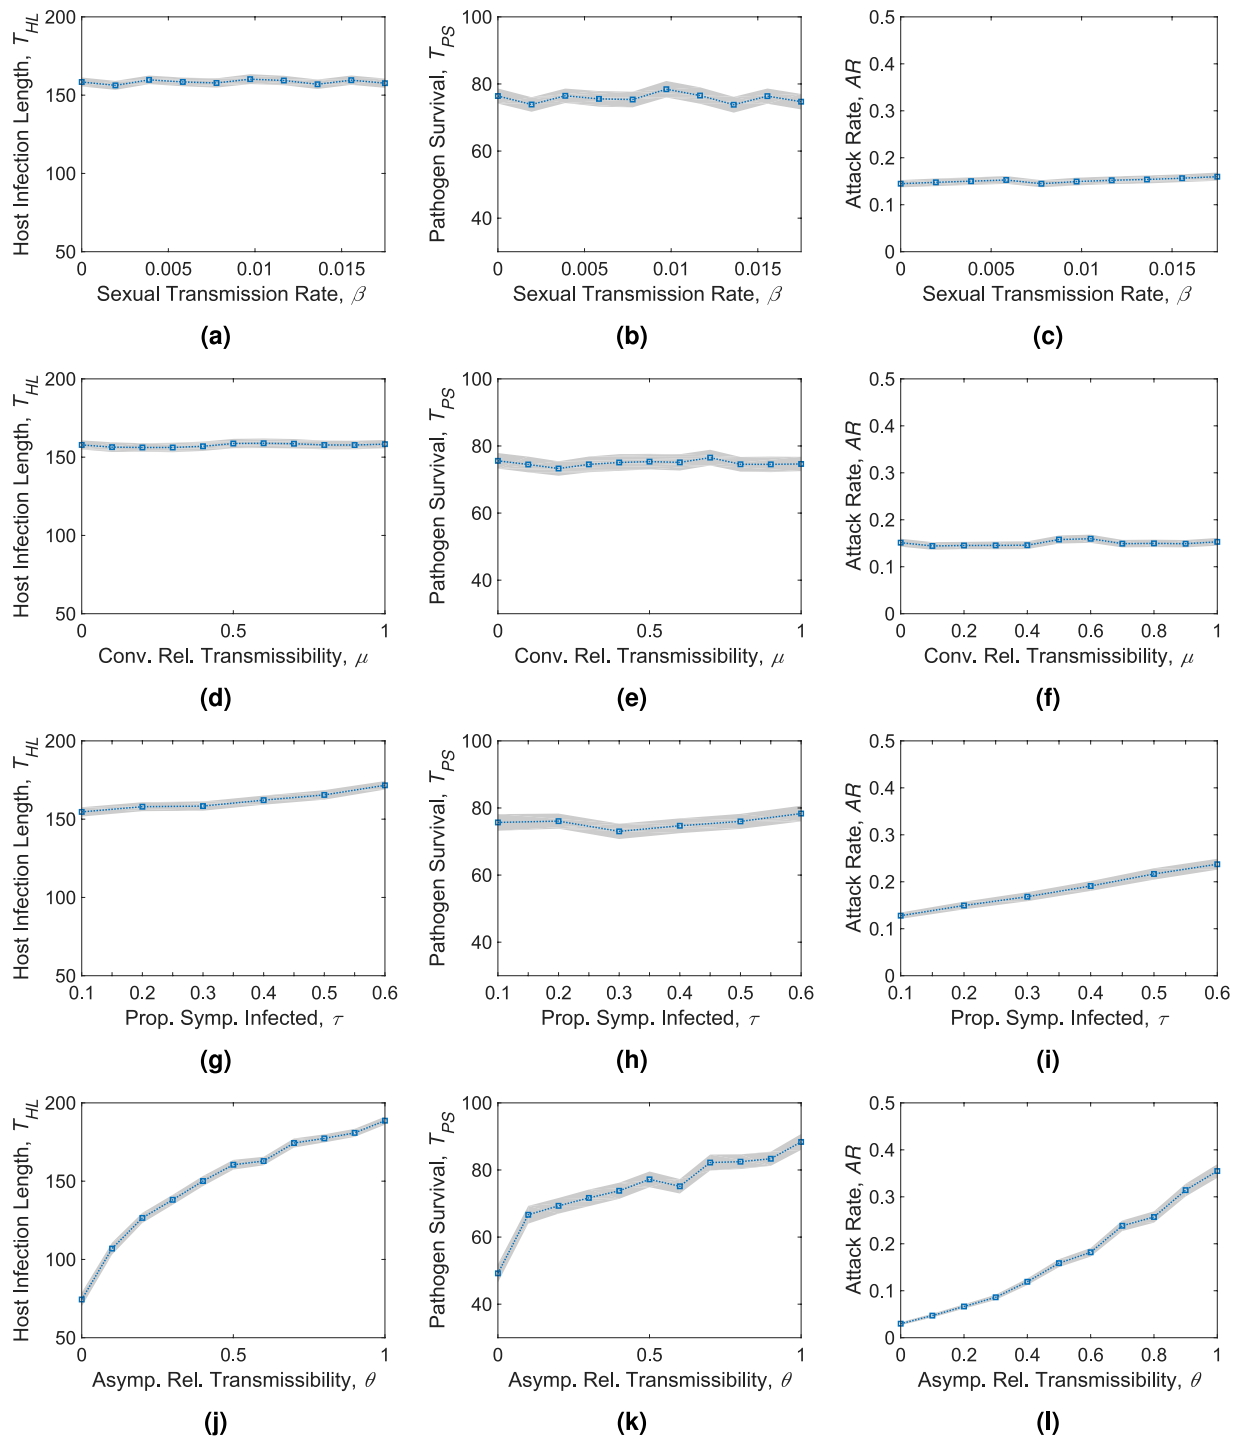 200
150
100
50
Host Infection Length, T_HL
0 0.005 0.01 0.015
Sexual Transmission Rate, β
(a)
100
80
60
40
Pathogen Survival, T_PS
0 0.005 0.01 0.015
Sexual Transmission Rate, β
(b)
0.5
0.4
0.3
0.2
0.1
0
Attack Rate, AR
0 0.005 0.01 0.015
Sexual Transmission Rate, β
(c)
200
150
100
50
Host Infection Length, T_HL
0 0.5 1
Conv. Rel. Transmissibility, μ
(d)
100
80
60
40
Pathogen Survival, T_PS
0 0.5 1
Conv. Rel. Transmissibility, μ
(e)
0.5
0.4
0.3
0.2
0.1
0
Attack Rate, AR
0 0.2 0.4 0.6 0.8 1
Conv. Rel. Transmissibility, μ
(f)
200
150
100
50
Host Infection Length, T_HL
0.1 0.2 0.3 0.4 0.5 0.6
Prop. Symp. Infected, τ
(g)
100
80
60
40
Pathogen Survival, T_PS
0.1 0.2 0.3 0.4 0.5 0.6
Prop. Symp. Infected, τ
(h)
0.5
0.4
0.3
0.2
0.1
0
Attack Rate, AR
0.1 0.2 0.3 0.4 0.5 0.6
Prop. Symp. Infected, τ
(i)
200
150
100
50
Host Infection Length, T_HL
0 0.5 1
Asymp. Rel. Transmissibility, θ
(j)
100
80
60
40
Pathogen Survival, T_PS
0 0.5 1
Asymp. Rel. Transmissibility, θ
(k)
0.5
0.4
0.3
0.2
0.1
0
Attack Rate, AR
0 0.2 0.4 0.6 0.8 1
Asymp. Rel. Transmissibility, θ
(l)